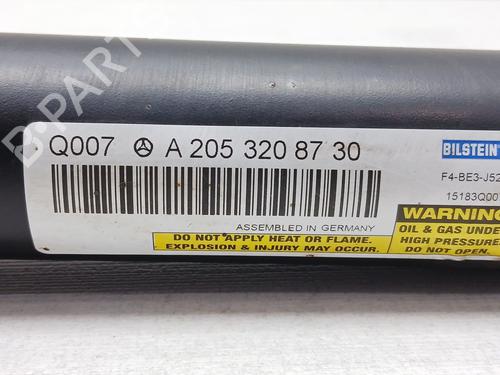 B-PARTS
Q007 A 205 320 87 30
BILSTEIN
F4-BE3-J52
15183Q00
ASSEMBLED IN GERMANY
WARNING
DO NOT APPLY HEAT OR FLAME.
EXPLOSION & INJURY MAY OCCUR.
OIL & GAS UNDE
HIGH PRESSURE
DO NOT OPEN.